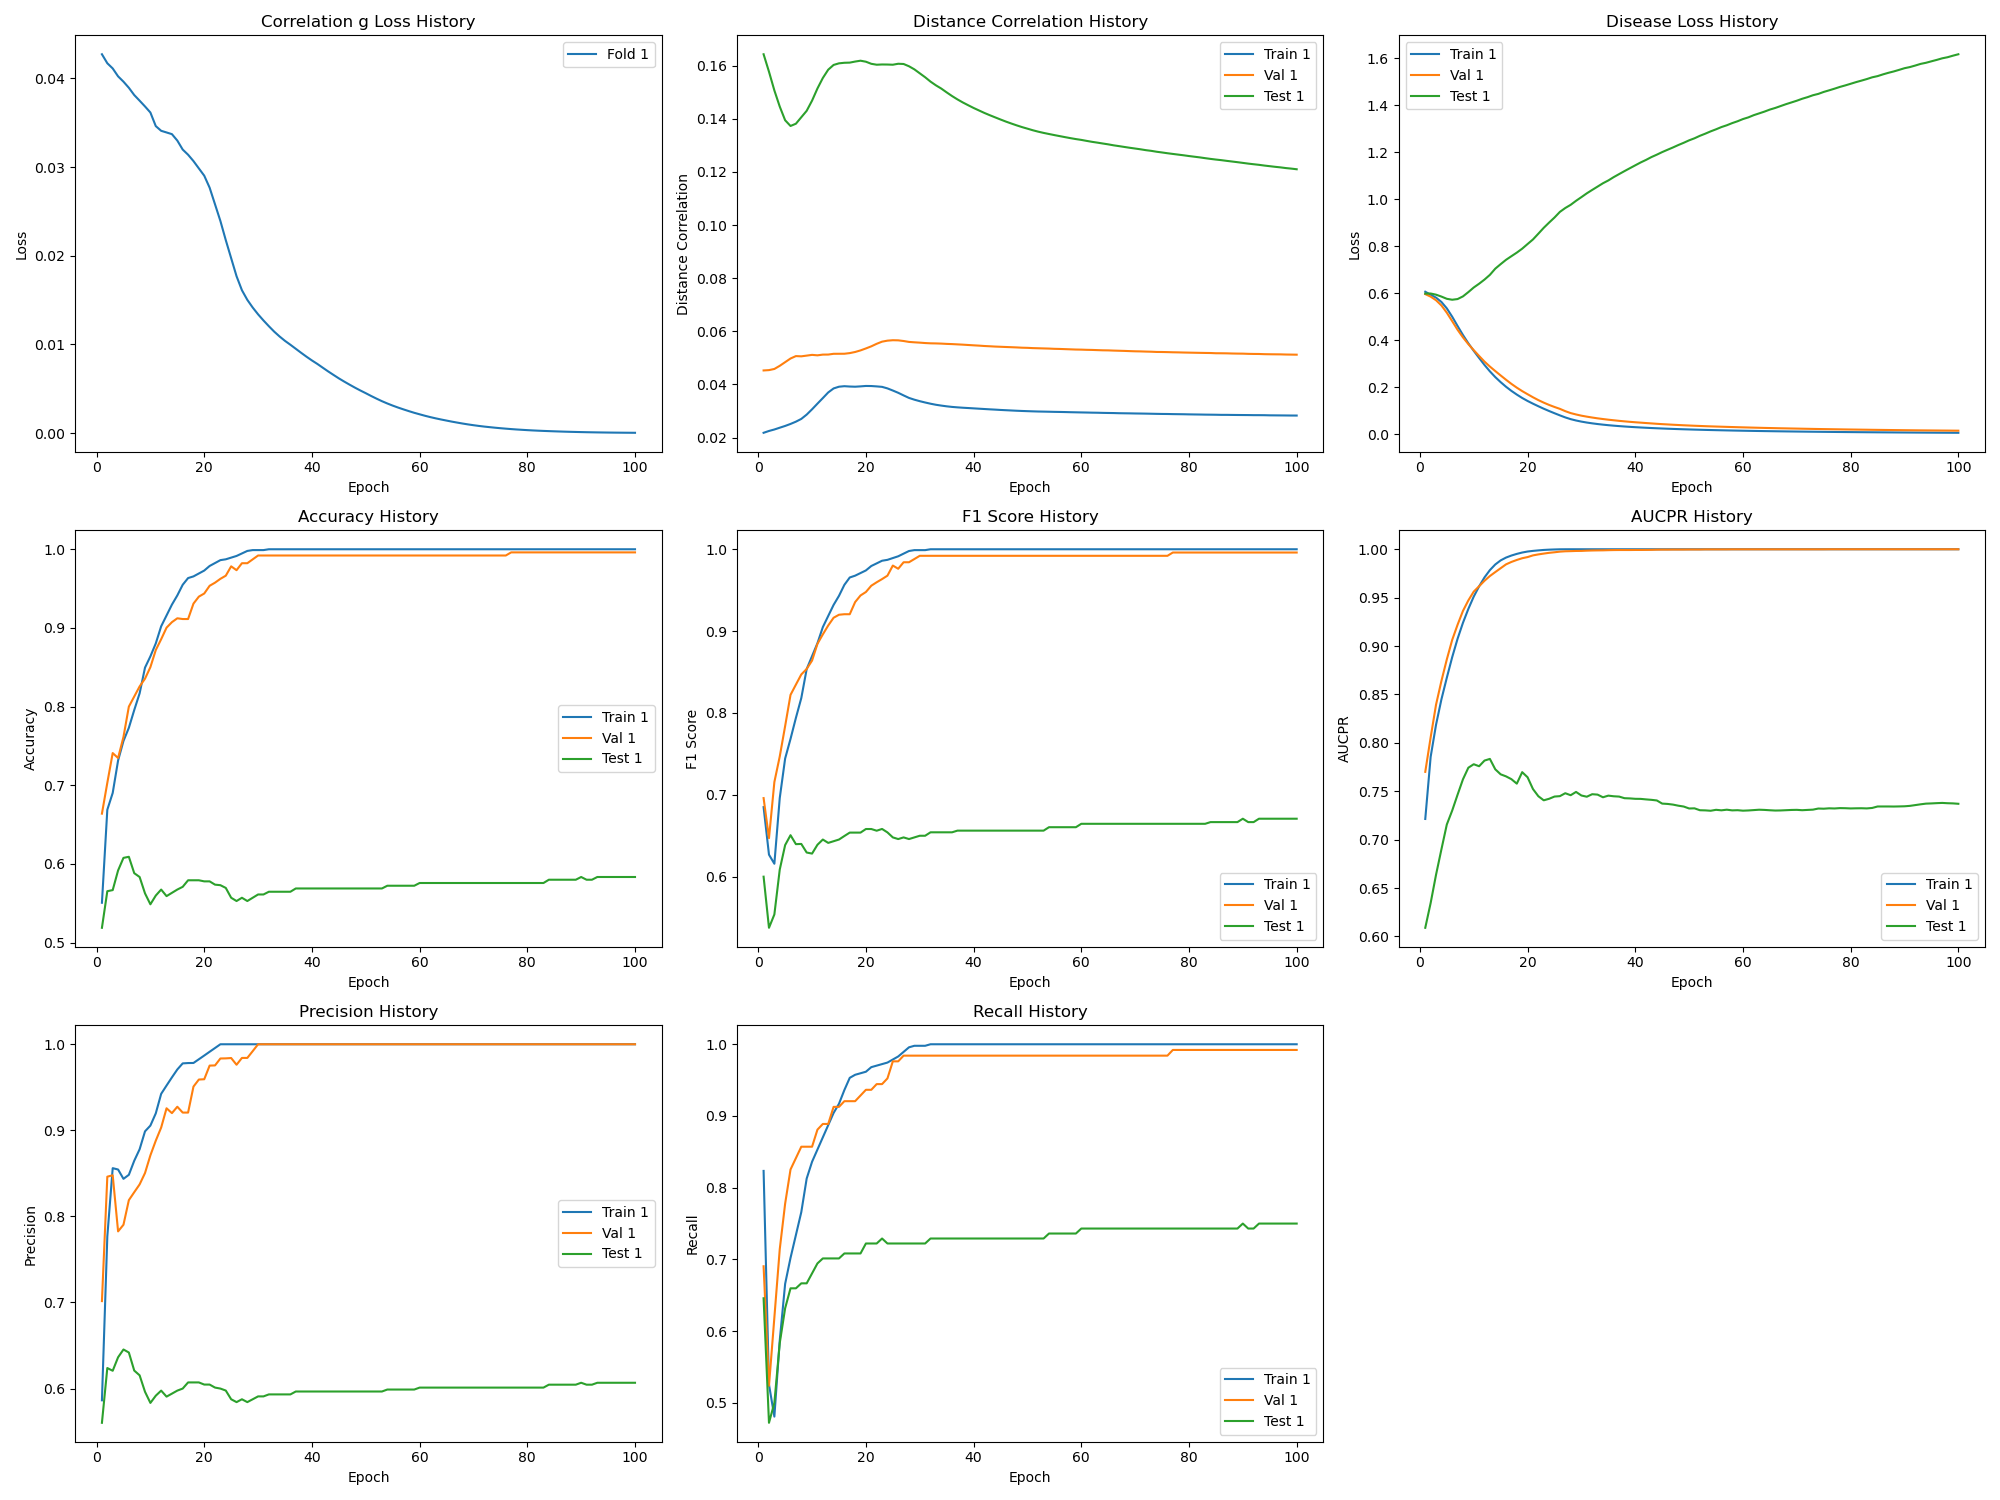 Correlation g Loss History
Loss
0.04
0.03
0.02
0.01
0.00
Fold 1
0 20 40 60 80 100
Epoch
Distance Correlation History
Distance Correlation
0.16
0.14
0.12
0.10
0.08
0.06
0.04
0.02
Train 1
Val 1
Test 1
0 20 40 60 80 100
Epoch
Disease Loss History
Loss
1.6
1.4
1.2
1.0
0.8
0.6
0.4
0.2
0.0
Train 1
Val 1
Test 1
0 20 40 60 80 100
Epoch
Accuracy History
Accuracy
1.0
0.9
0.8
0.7
0.6
0.5
Train 1
Val 1
Test 1
0 20 40 60 80 100
Epoch
F1 Score History
F1 Score
1.0
0.9
0.8
0.7
0.6
Train 1
Val 1
Test 1
0 20 40 60 80 100
Epoch
AUCPR History
AUCPR
1.00
0.95
0.90
0.85
0.80
0.75
0.70
0.65
0.60
Train 1
Val 1
Test 1
0 20 40 60 80 100
Epoch
Precision History
Precision
1.0
0.9
0.8
0.7
0.6
Train 1
Val 1
Test 1
0 20 40 60 80 100
Epoch
Recall History
Recall
1.0
0.9
0.8
0.7
0.6
0.5
Train 1
Val 1
Test 1
0 20 40 60 80 100
Epoch